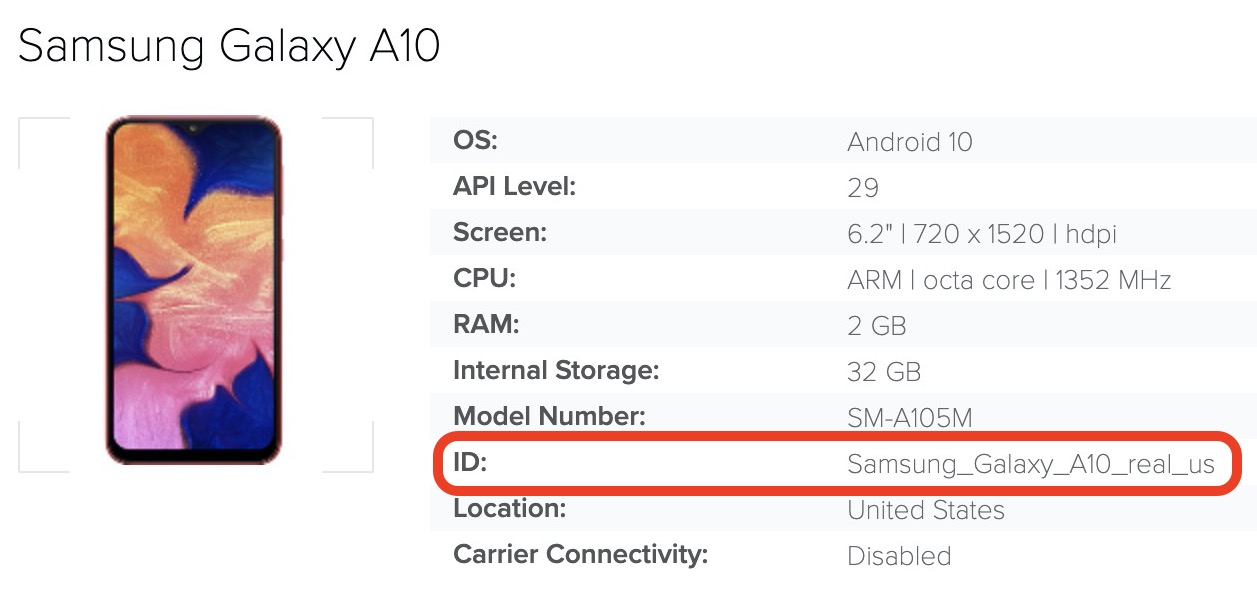 Samsung Galaxy A10
OS: Android 10
API Level: 29
Screen: 6.2" | 720 x 1520 | hdpi
CPU: ARM | octa core | 1352 MHz
RAM: 2 GB
Internal Storage: 32 GB
Model Number: SM-A105M
ID: Samsung_Galaxy_A10_real_us
Location: United States
Carrier Connectivity: Disabled